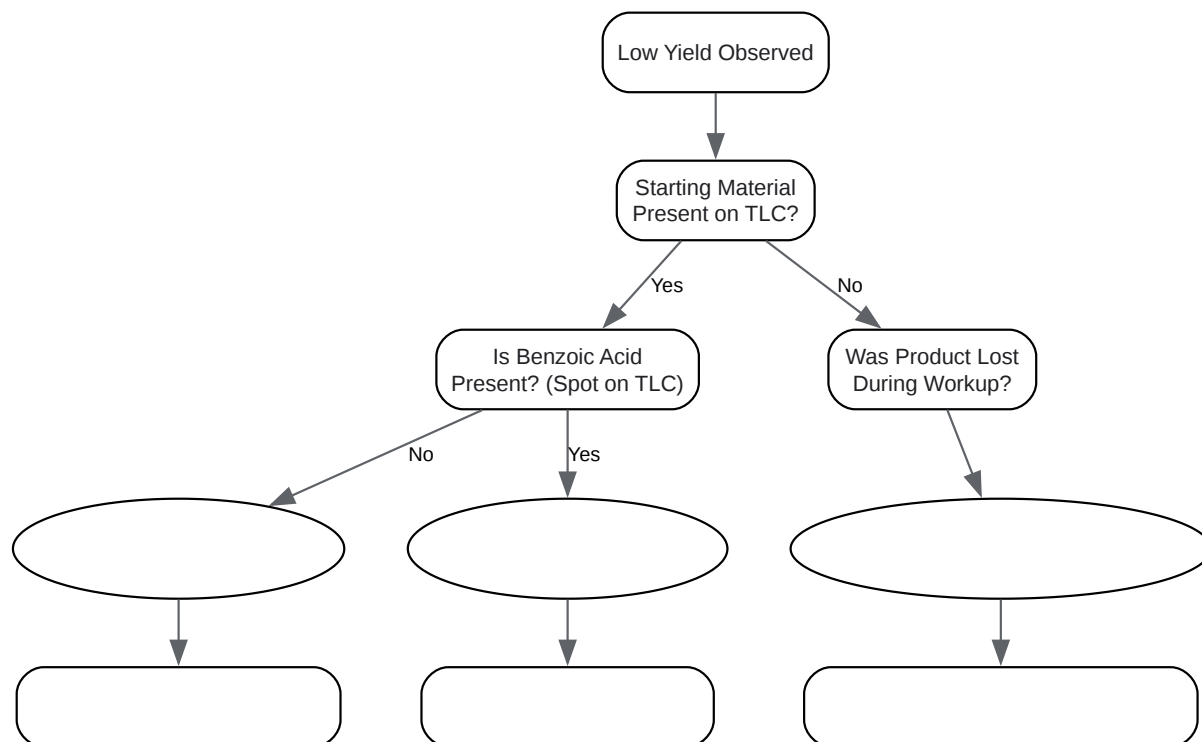 Low Yield Observed
Starting Material
Present on TLC?
Yes
No
Is Benzoic Acid
Present? (Spot on TLC)
Was Product Lost
During Workup?
No
Yes